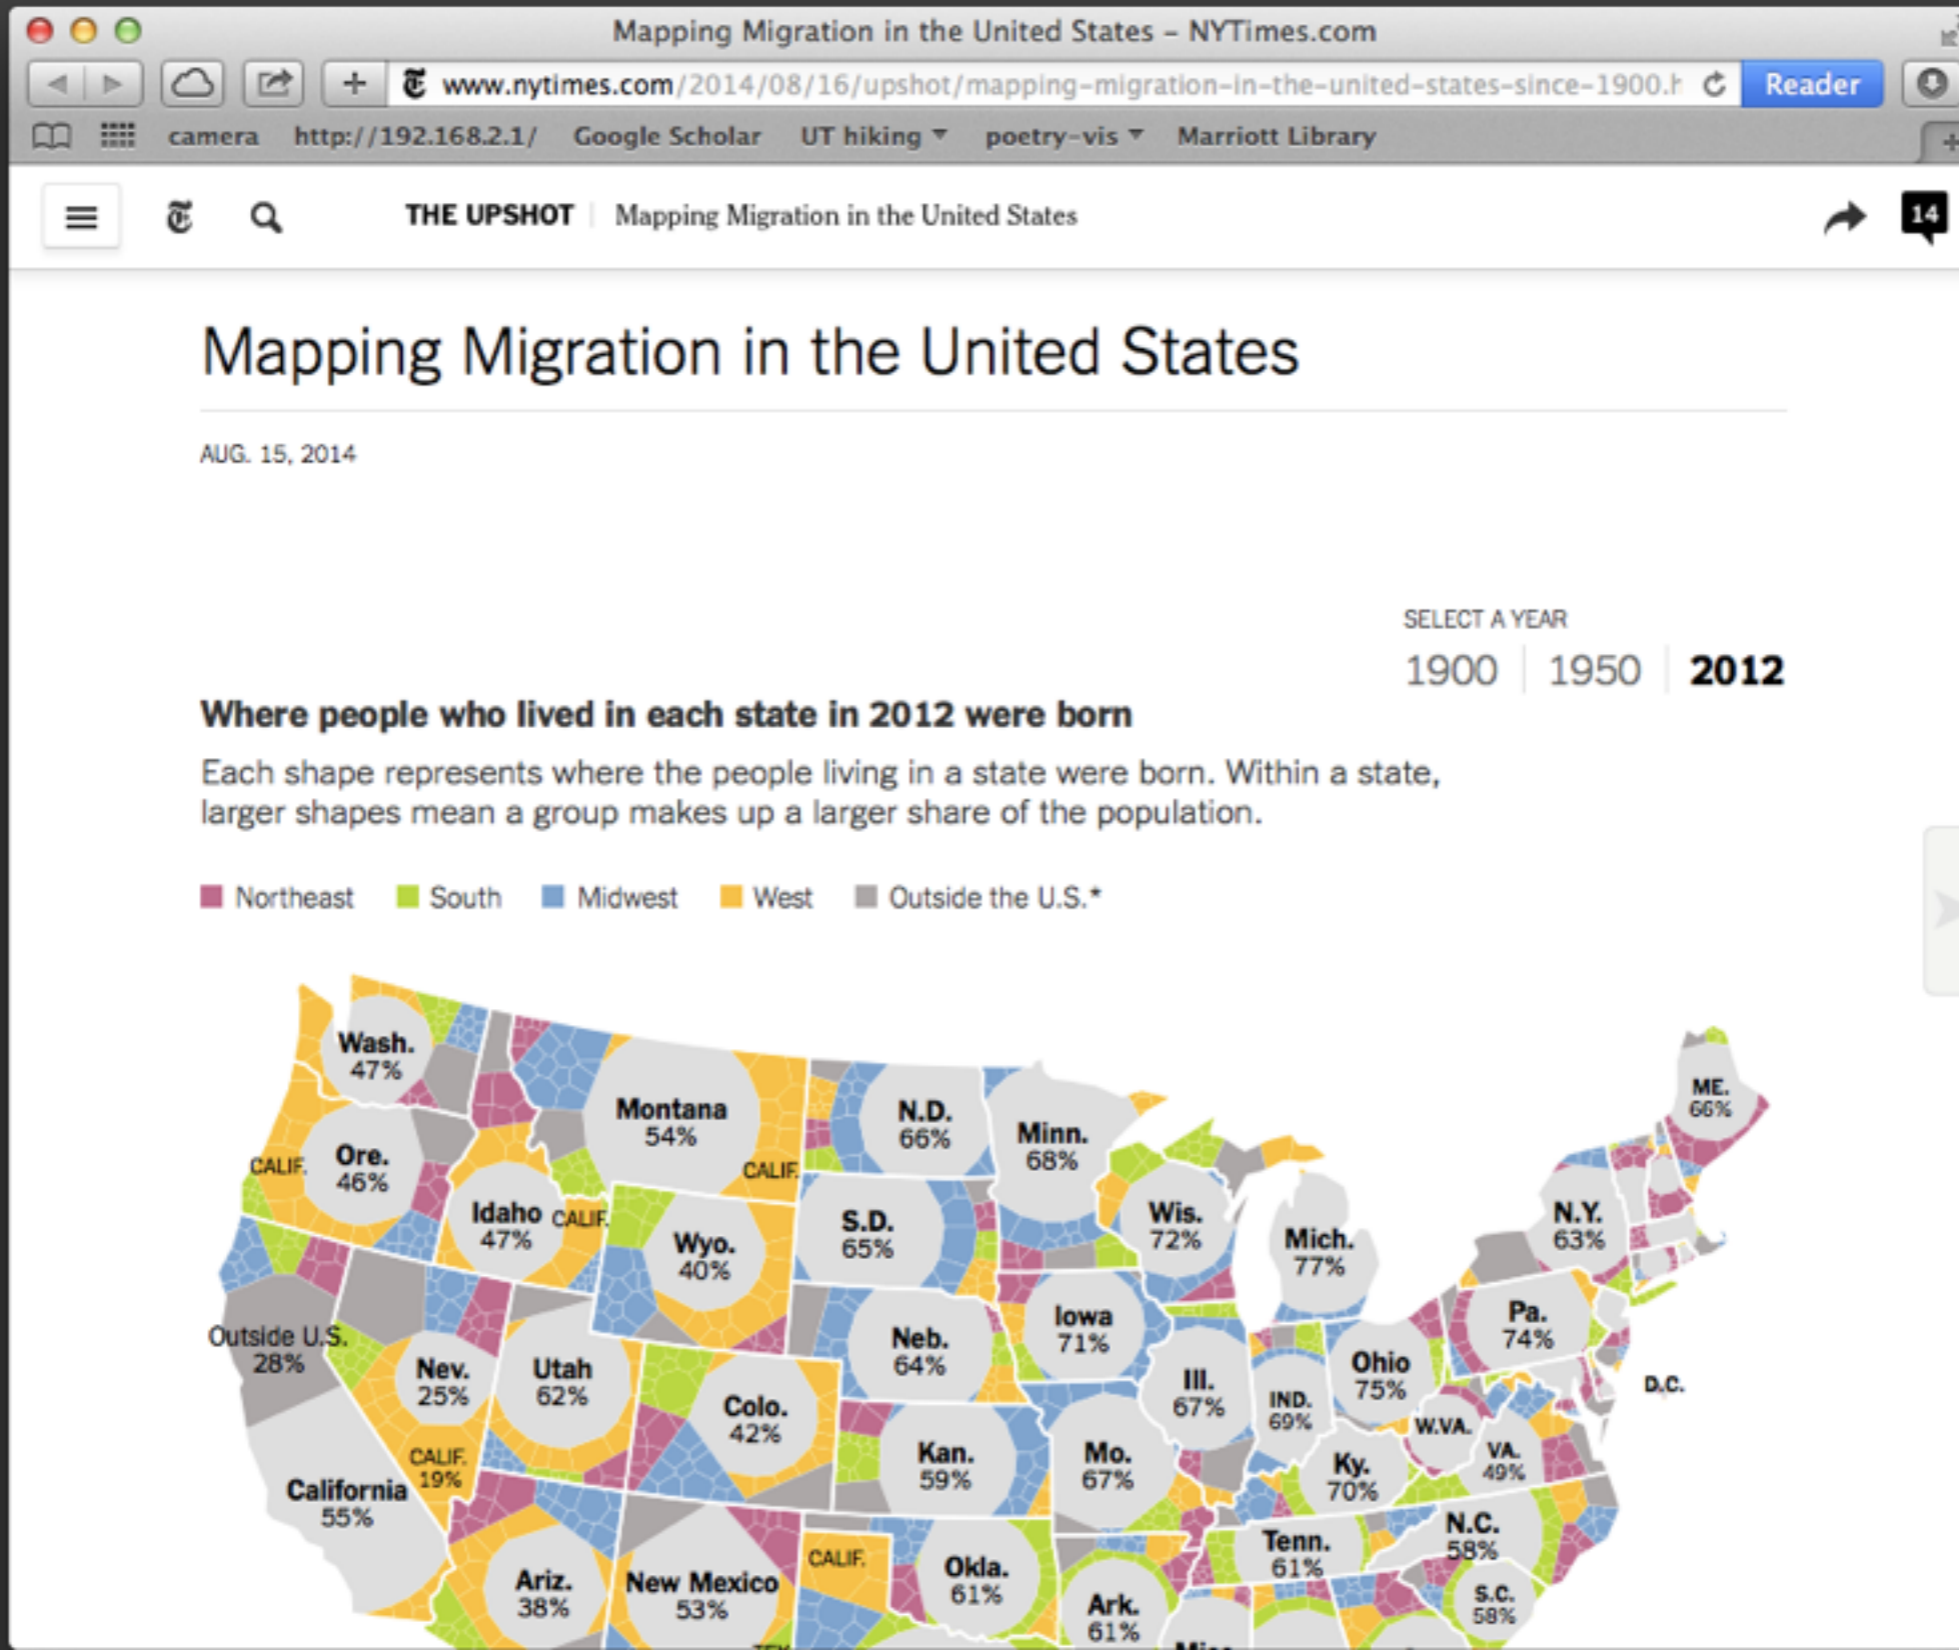 Mapping Migration in the United States – NYTimes.com
www.nytimes.com/2014/08/16/upshot/mapping-migration-in-the-united-states-since-1900.h
Reader
camera http://192.168.2.1/ Google Scholar UT hiking poetry-vis Marriott Library
THE UPSHOT Mapping Migration in the United States
14
Mapping Migration in the United States
AUG. 15, 2014
SELECT A YEAR
1900 1950 2012
Where people who lived in each state in 2012 were born
Each shape represents where the people living in a state were born. Within a state,
larger shapes mean a group makes up a larger share of the population.
Northeast South Midwest West Outside the U.S.*
Wash.
47%
Montana
54%
CALIF.
N.D.
66%
Minn.
68%
ME.
66%
CALIF.
Ore.
46%
Idaho
47%
CALIF.
Wyo.
40%
S.D.
65%
Wis.
72%
Mich.
77%
N.Y.
63%
Outside U.S.
28%
Nev.
25%
CALIF.
19%
Utah
62%
Colo.
42%
Neb.
64%
Iowa
71%
Ill.
67%
IND.
69%
Ohio
75%
Pa.
74%
D.C.
W.VA.
VA.
49%
California
55%
Kan.
59%
Mo.
67%
Ky.
70%
Ariz.
38%
New Mexico
53%
CALIF.
Okla.
61%
Ark.
61%
Tenn.
61%
N.C.
58%
S.C.
58%